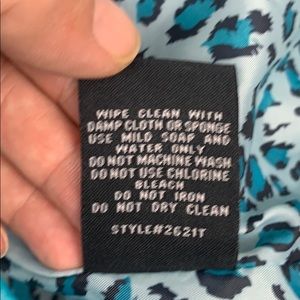 WIPE CLEAN WITH
DAMP CLOTH OR SPONGE
USE MILD SOAP AND
WATER ONLY
DO NOT MACHINE WASH
DO NOT USE CHLORINE
BLEACH
DO NOT IRON
DO NOT DRY CLEAN
STYLE#2621T